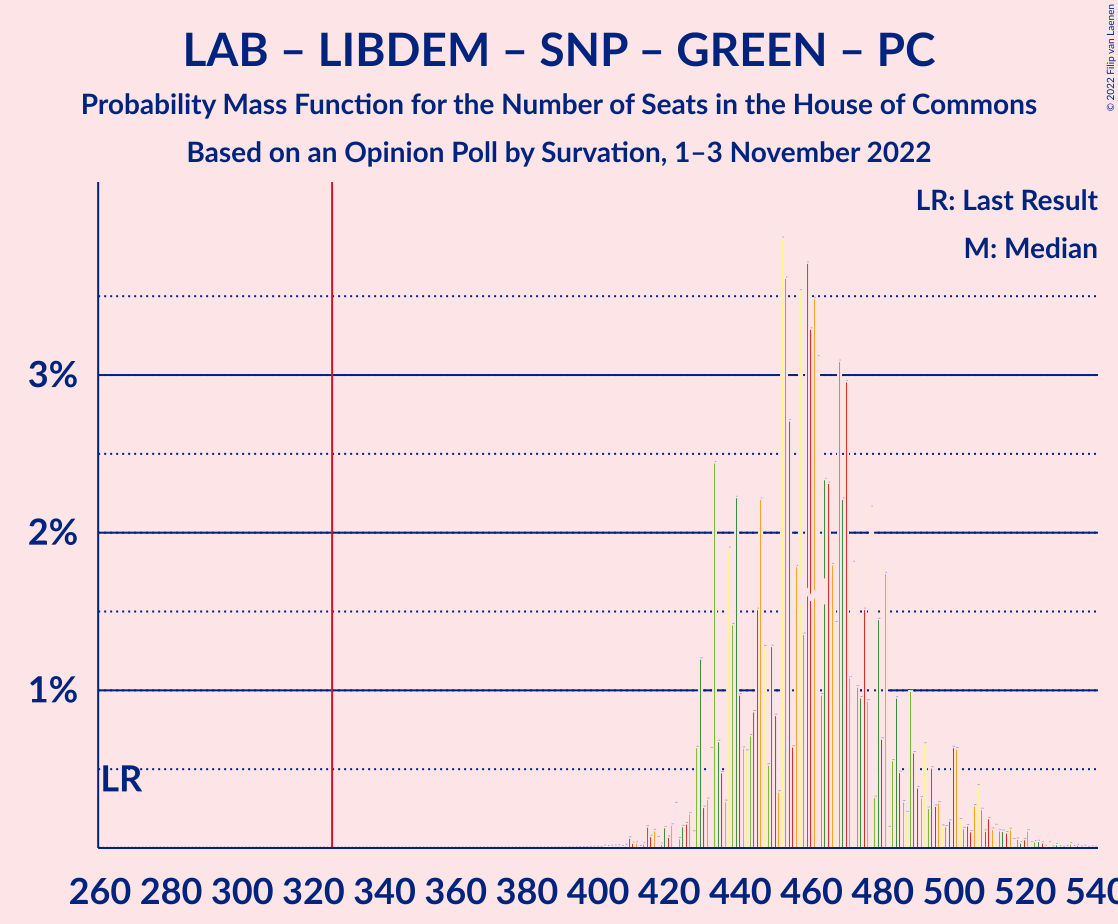 LAB – LIBDEM – SNP – GREEN – PC
Probability Mass Function for the Number of Seats in the House of Commons
Based on an Opinion Poll by Survation, 1–3 November 2022
© 2022 Filip van Laenen
LR: Last Result
M: Median
3%
2%
1%
LR
260 280 300 320 340 360 380 400 420 440 460 480 500 520 540